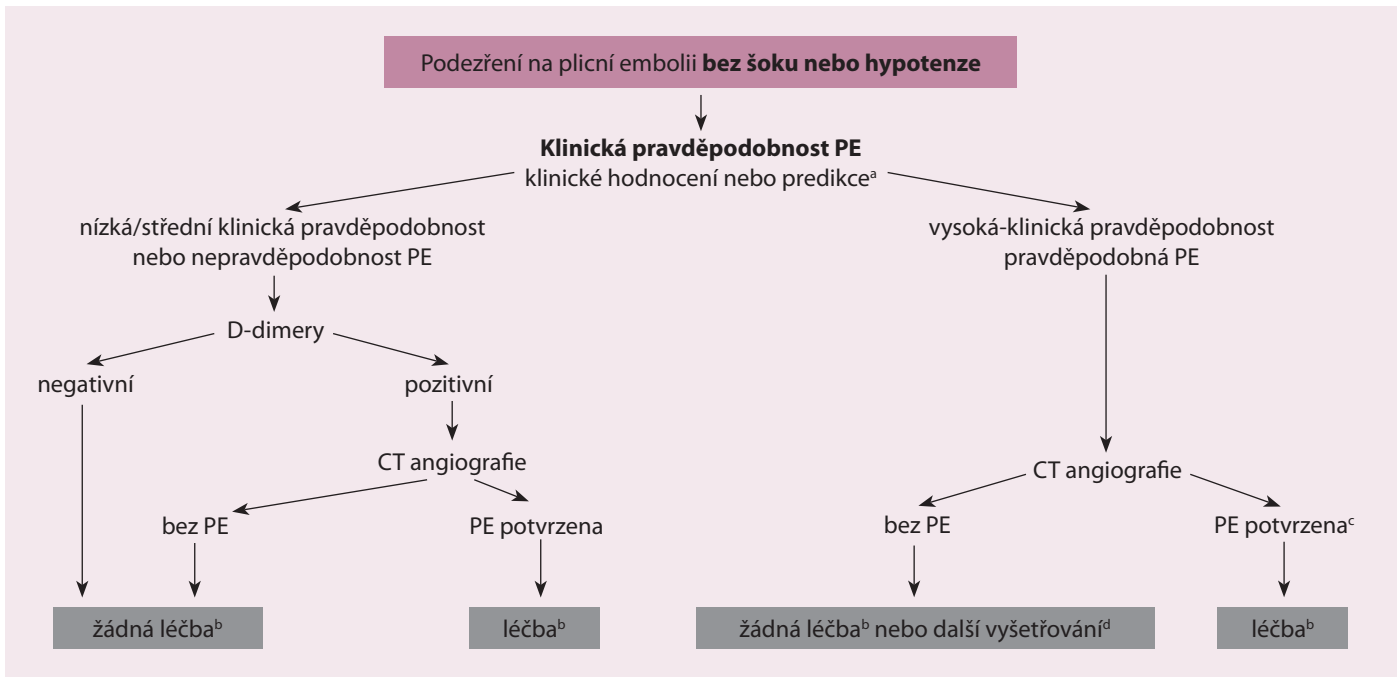 Podezření na plicní embolii bez šoku nebo hypotenze
Klinická pravděpodobnost PE
klinické hodnocení nebo predikceᵃ
nízká/střední klinická pravděpodobnost
nebo nepravděpodobnost PE
vysoká-klinická pravděpodobnost
pravděpodobná PE
D-dimery
negativní
pozitivní
CT angiografie
CT angiografie
bez PE
PE potvrzena
bez PE
PE potvrzenaᶜ
žádná léčbaᵇ
léčbaᵇ
žádná léčbaᵇ nebo další vyšetřováníᵈ
léčbaᵇ